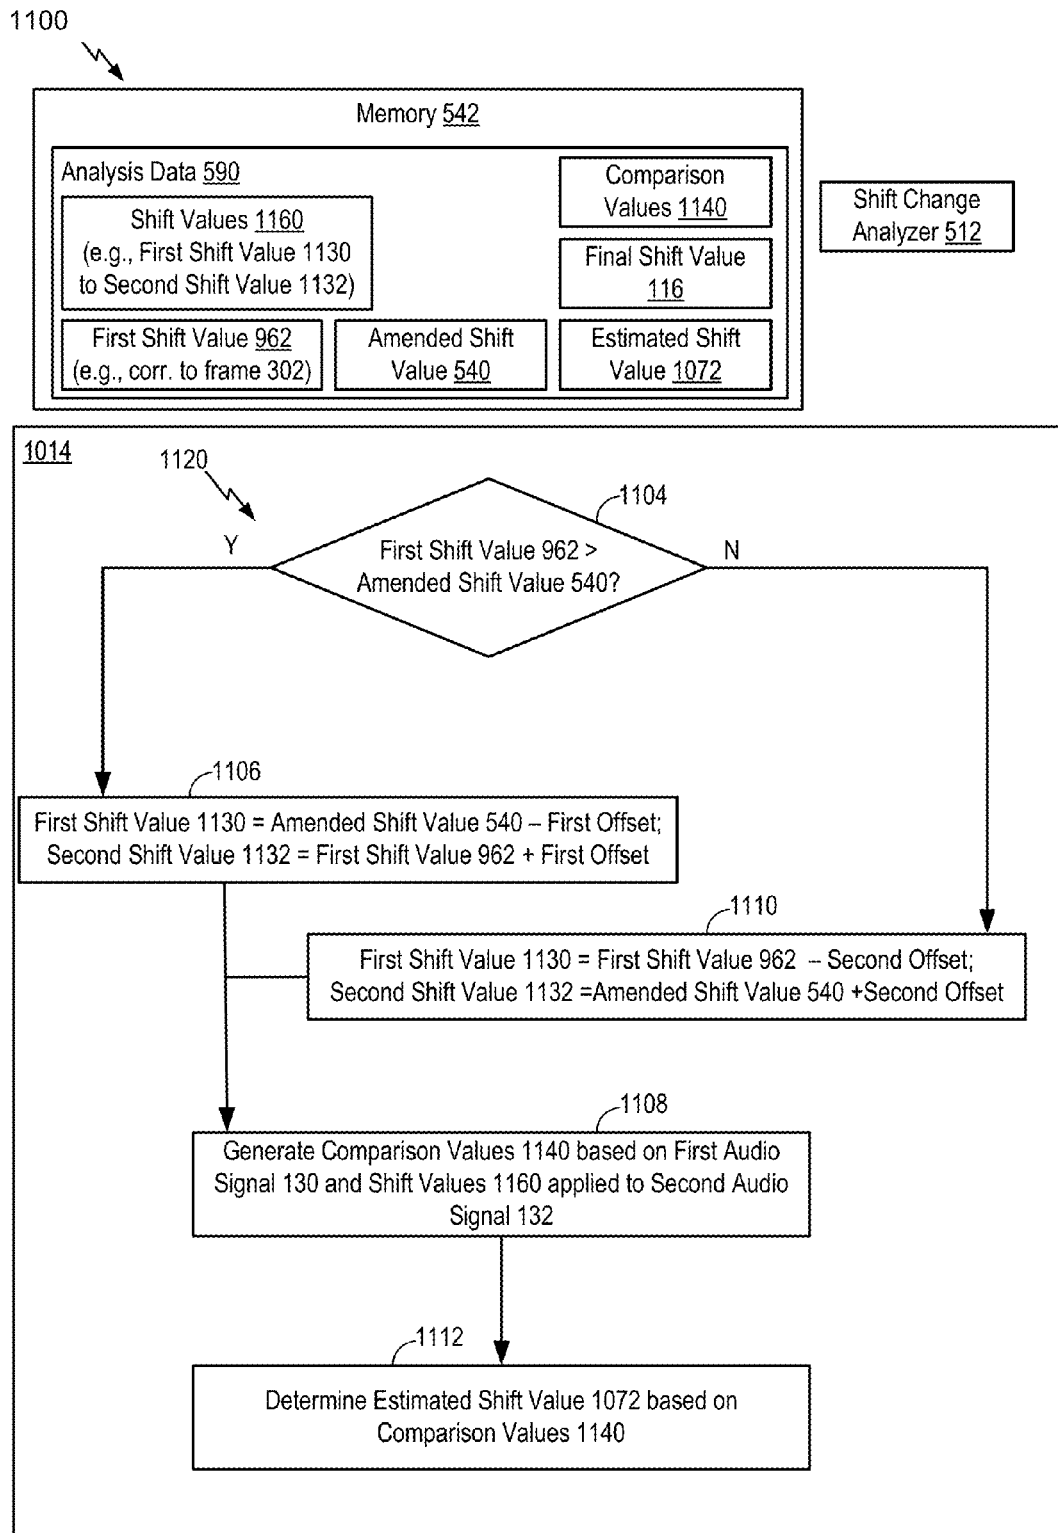 1100
Memory 542
Analysis Data 590
Shift Values 1160
(e.g., First Shift Value 1130
to Second Shift Value 1132)
Comparison
Values 1140
Final Shift Value
116
First Shift Value 962
(e.g., corr. to frame 302)
Amended Shift
Value 540
Estimated Shift
Value 1072
Shift Change
Analyzer 512
1014
1120
1104
Y
First Shift Value 962 >
Amended Shift Value 540?
N
1106
First Shift Value 1130 = Amended Shift Value 540 – First Offset;
Second Shift Value 1132 = First Shift Value 962 + First Offset
1110
First Shift Value 1130 = First Shift Value 962 – Second Offset;
Second Shift Value 1132 =Amended Shift Value 540 +Second Offset
1108
Generate Comparison Values 1140 based on First Audio
Signal 130 and Shift Values 1160 applied to Second Audio
Signal 132
1112
Determine Estimated Shift Value 1072 based on
Comparison Values 1140